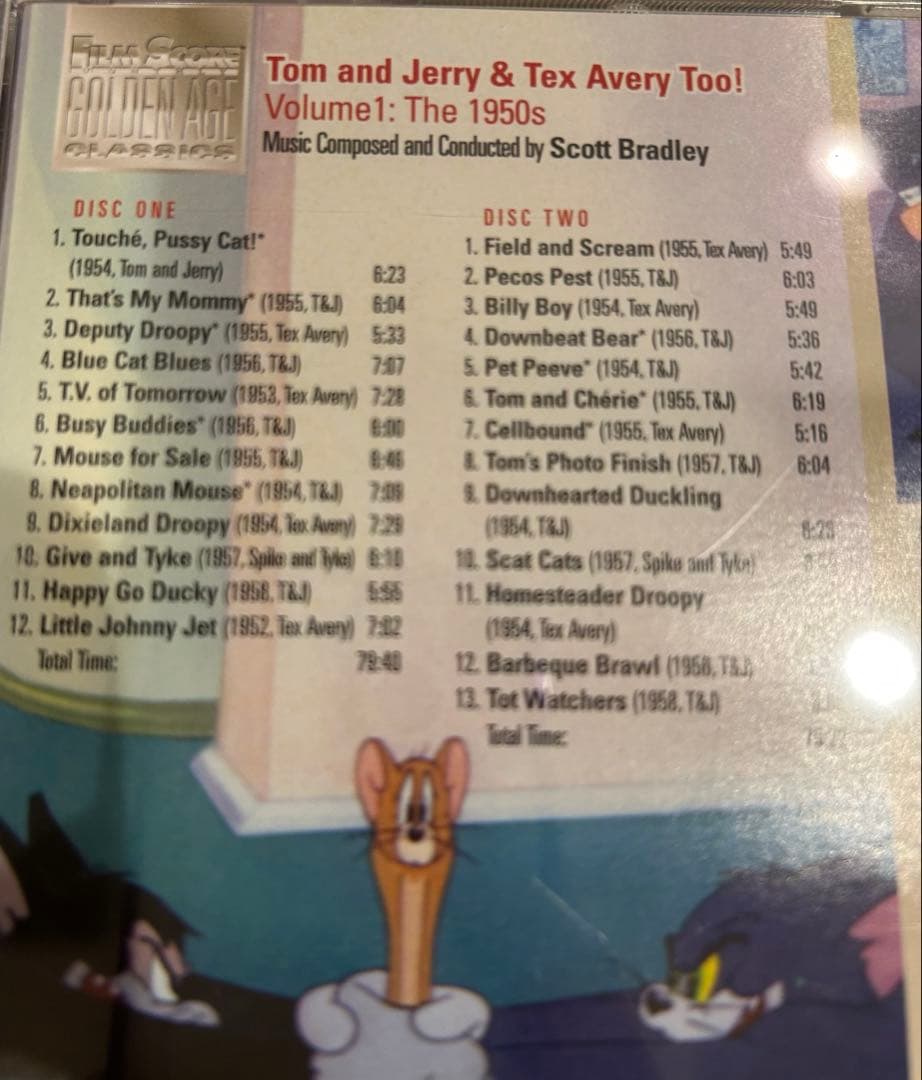 FILM SCORE
GOLDEN AGE
CLASSICS
Tom and Jerry & Tex Avery Too!
Volume1: The 1950s
Music Composed and Conducted by Scott Bradley
DISC ONE
1. Touché, Pussy Cat!*
(1954, Tom and Jerry) 6:23
2. That's My Mommy* (1955, T&J) 6:04
3. Deputy Droopy* (1955, Tex Avery) 5:33
4. Blue Cat Blues (1956, T&J) 7:07
5. T.V. of Tomorrow (1953, Tex Avery) 7:28
6. Busy Buddies* (1956, T&J) 6:00
7. Mouse for Sale (1955, T&J) 6:46
8. Neapolitan Mouse* (1954, T&J)
9. Dixieland Droopy (1954, Tex Avery) 7:29
10. Give and Tyke (1957, Spike and Tyke)
11. Happy Go Ducky (1958, T&J)
12. Little Johnny Jet (1952, Tex Avery) 7:02
Total Time: 79:40
DISC TWO
1. Field and Scream (1955, Tex Avery) 5:49
2. Pecos Pest (1955, T&J) 6:03
3. Billy Boy (1954, Tex Avery) 5:49
4. Downbeat Bear* (1956, T&J) 5:36
5. Pet Peeve* (1954, T&J) 5:42
6. Tom and Chérie* (1955, T&J) 6:19
7. Cellbound* (1955, Tex Avery) 5:16
8. Tom's Photo Finish (1957, T&J) 6:04
9. Downhearted Duckling
(1954, T&J)
10. Scat Cats (1957, Spike and Tyke)
11. Homesteader Droopy
(1954, Tex Avery)
12. Barbeque Brawl (1958, T&J)
13. Tot Watchers (1958, T&J)
Total Time: